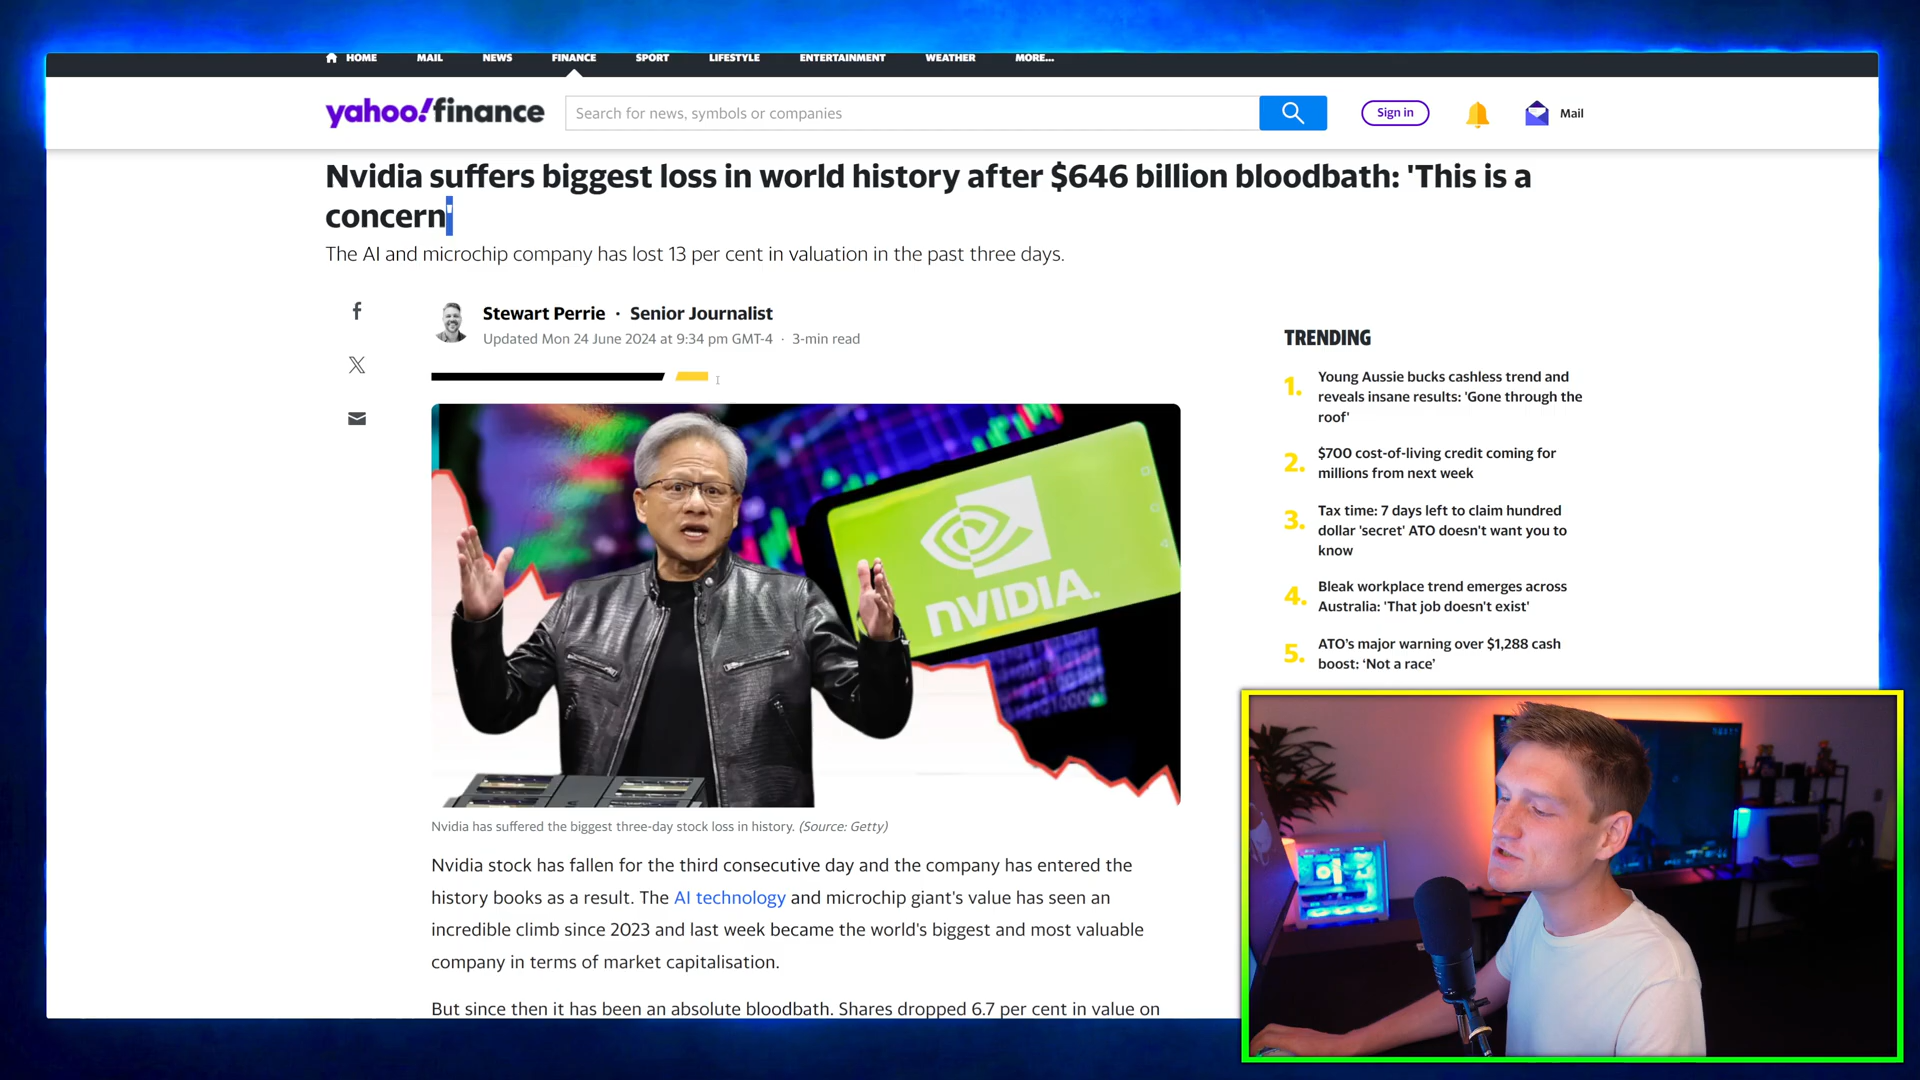 HOME MAIL NEWS FINANCE SPORT LIFESTYLE ENTERTAINMENT WEATHER MORE...
yahoo!finance
Search for news, symbols or companies
Sign in
Mail
Nvidia suffers biggest loss in world history after $646 billion bloodbath: 'This is a
concern'
The AI and microchip company has lost 13 per cent in valuation in the past three days.
Stewart Perrie · Senior Journalist
Updated Mon 24 June 2024 at 9:34 pm GMT-4 · 3-min read
NVIDIA.
Nvidia has suffered the biggest three-day stock loss in history. (Source: Getty)
Nvidia stock has fallen for the third consecutive day and the company has entered the
history books as a result. The AI technology and microchip giant's value has seen an
incredible climb since 2023 and last week became the world's biggest and most valuable
company in terms of market capitalisation.
But since then it has been an absolute bloodbath. Shares dropped 6.7 per cent in value on
TRENDING
1. Young Aussie bucks cashless trend and
reveals insane results: 'Gone through the
roof'
2. $700 cost-of-living credit coming for
millions from next week
3. Tax time: 7 days left to claim hundred
dollar 'secret' ATO doesn't want you to
know
4. Bleak workplace trend emerges across
Australia: 'That job doesn't exist'
5. ATO's major warning over $1,288 cash
boost: 'Not a race'